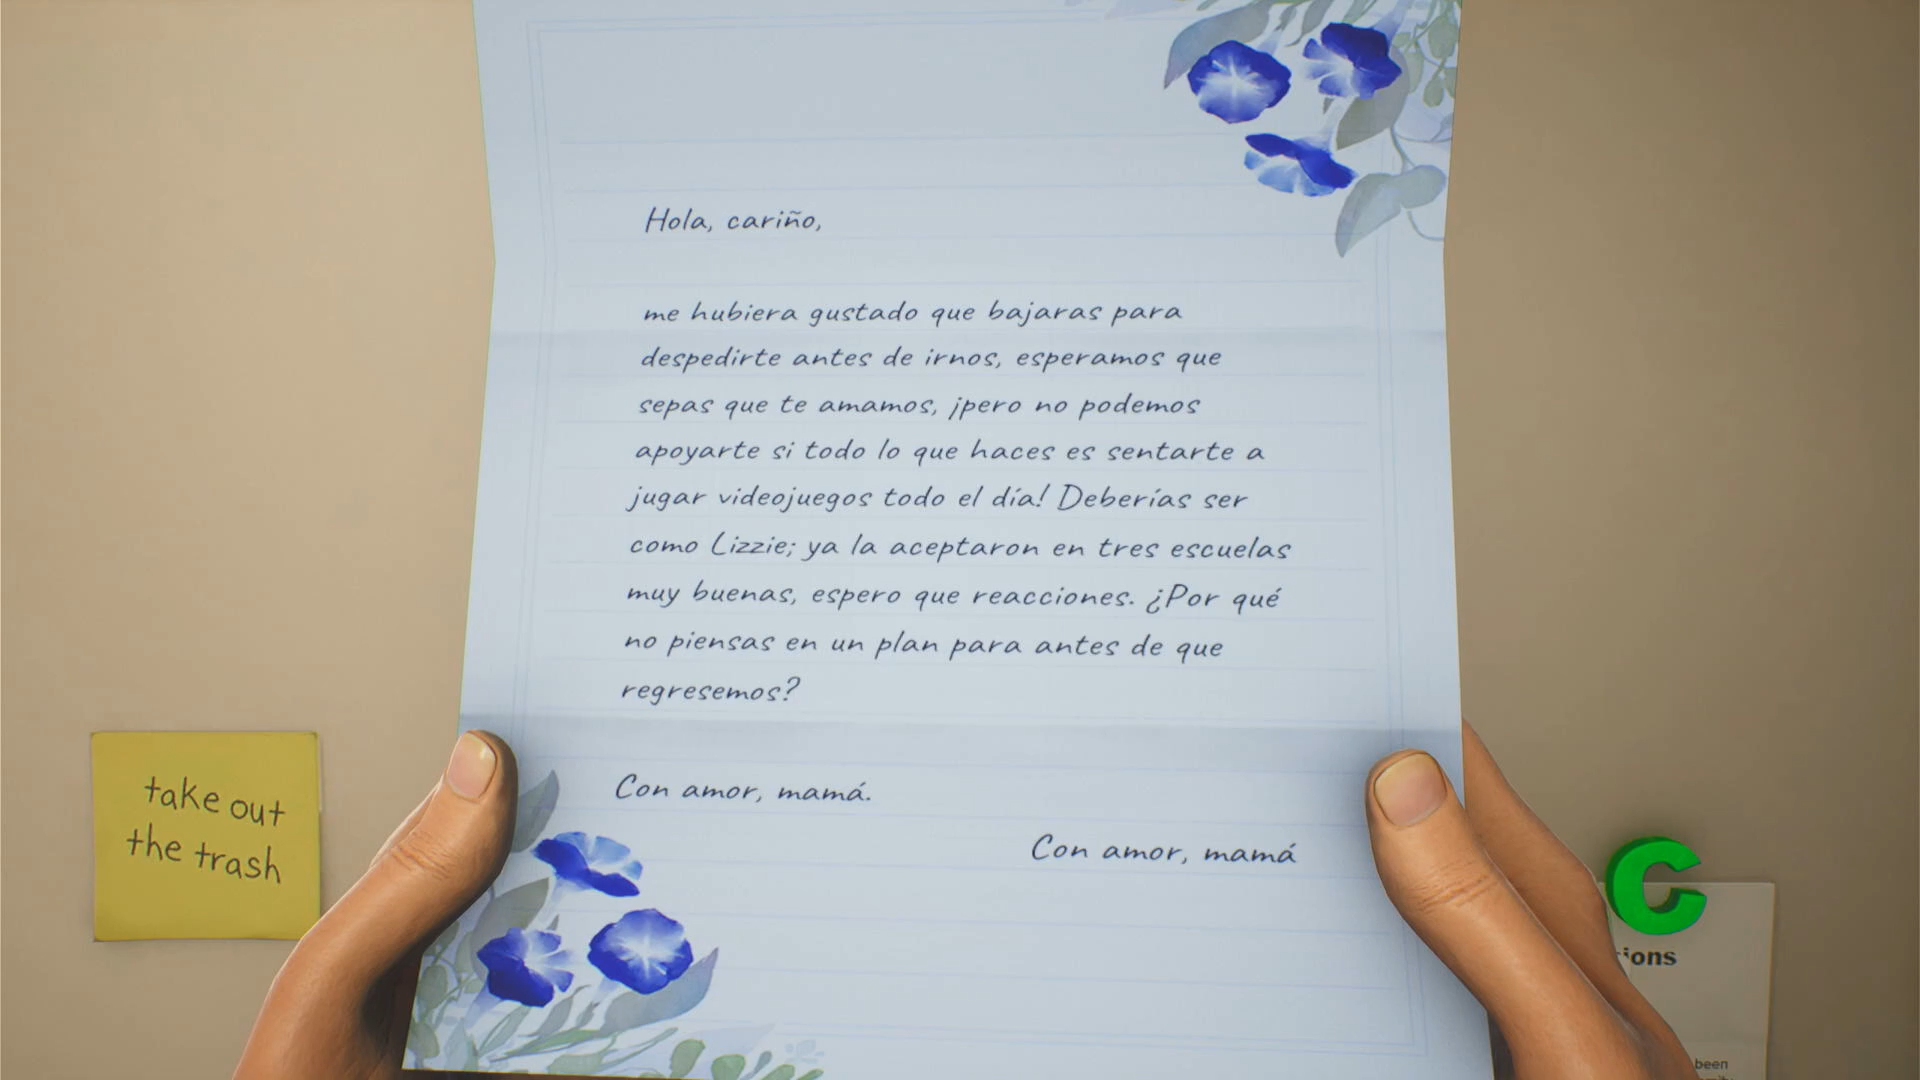 Hola, cariño,
me hubiera gustado que bajaras para
despedirte antes de irnos, esperamos que
sepas que te amamos, ¡pero no podemos
apoyarte si todo lo que haces es sentarte a
jugar videojuegos todo el día! Deberías ser
como Lizzie; ya la aceptaron en tres escuelas
muy buenas, espero que reacciones. ¿Por qué
no piensas en un plan para antes de que
regresemos?
Con amor, mamá.
Con amor, mamá
take out
the trash
C
ions
been